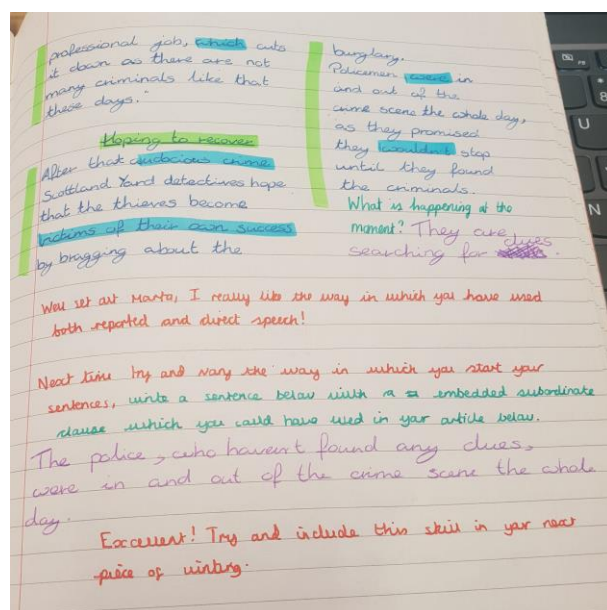 professional job, which cuts
it down as there are not
many criminals like that
these days."
Hoping to recover
After that audacious crime
Scottland Yard detectives hope
that the thieves become
victims of their own success
by bragging about the
burglary.
Policemen were in
and out of the
crime scene the whole day,
as they promised
they wouldn't stop
until they found
the criminals.
What is happening at the
moment? They are
searching for clues.
Well set out Marto, I really like the way in which you have used
both reported and direct speech!
Next time try and vary the way in which you start your
sentences, write a sentence below with a embedded subordinate
clause which you could have used in your article below.
The police, who haven't found any clues,
were in and out of the crime scene the whole
day.
Excellent! Try and include this skill in your next
piece of writing.
U
8
N